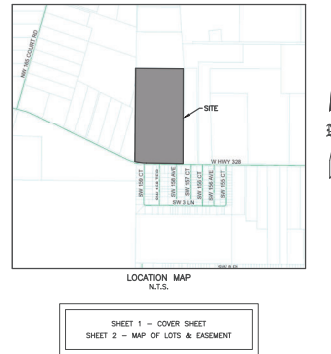 NW 165 COURT RD
SITE
W HWY 328
SW 159 CT
SW 158 AVE
SW 157 CT
SW 156 CT
SW 156 AVE
SW 155 CT
SW 3 LN
LOCATION MAP
N.T.S.
SHEET 1 – COVER SHEET
SHEET 2 – MAP OF LOTS & EASEMENT